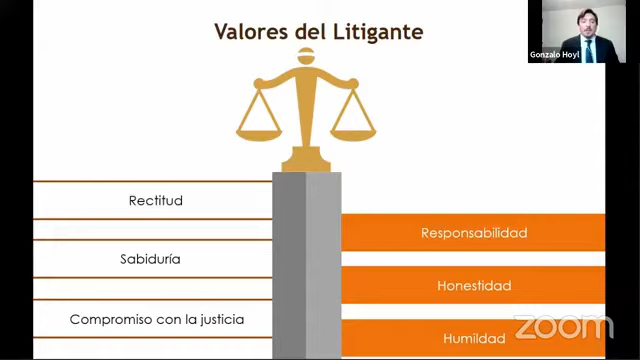 Valores del Litigante
Gonzalo Hoyl
Rectitud
Responsabilidad
Sabiduría
Honestidad
Compromiso con la justicia
Humildad
zoom